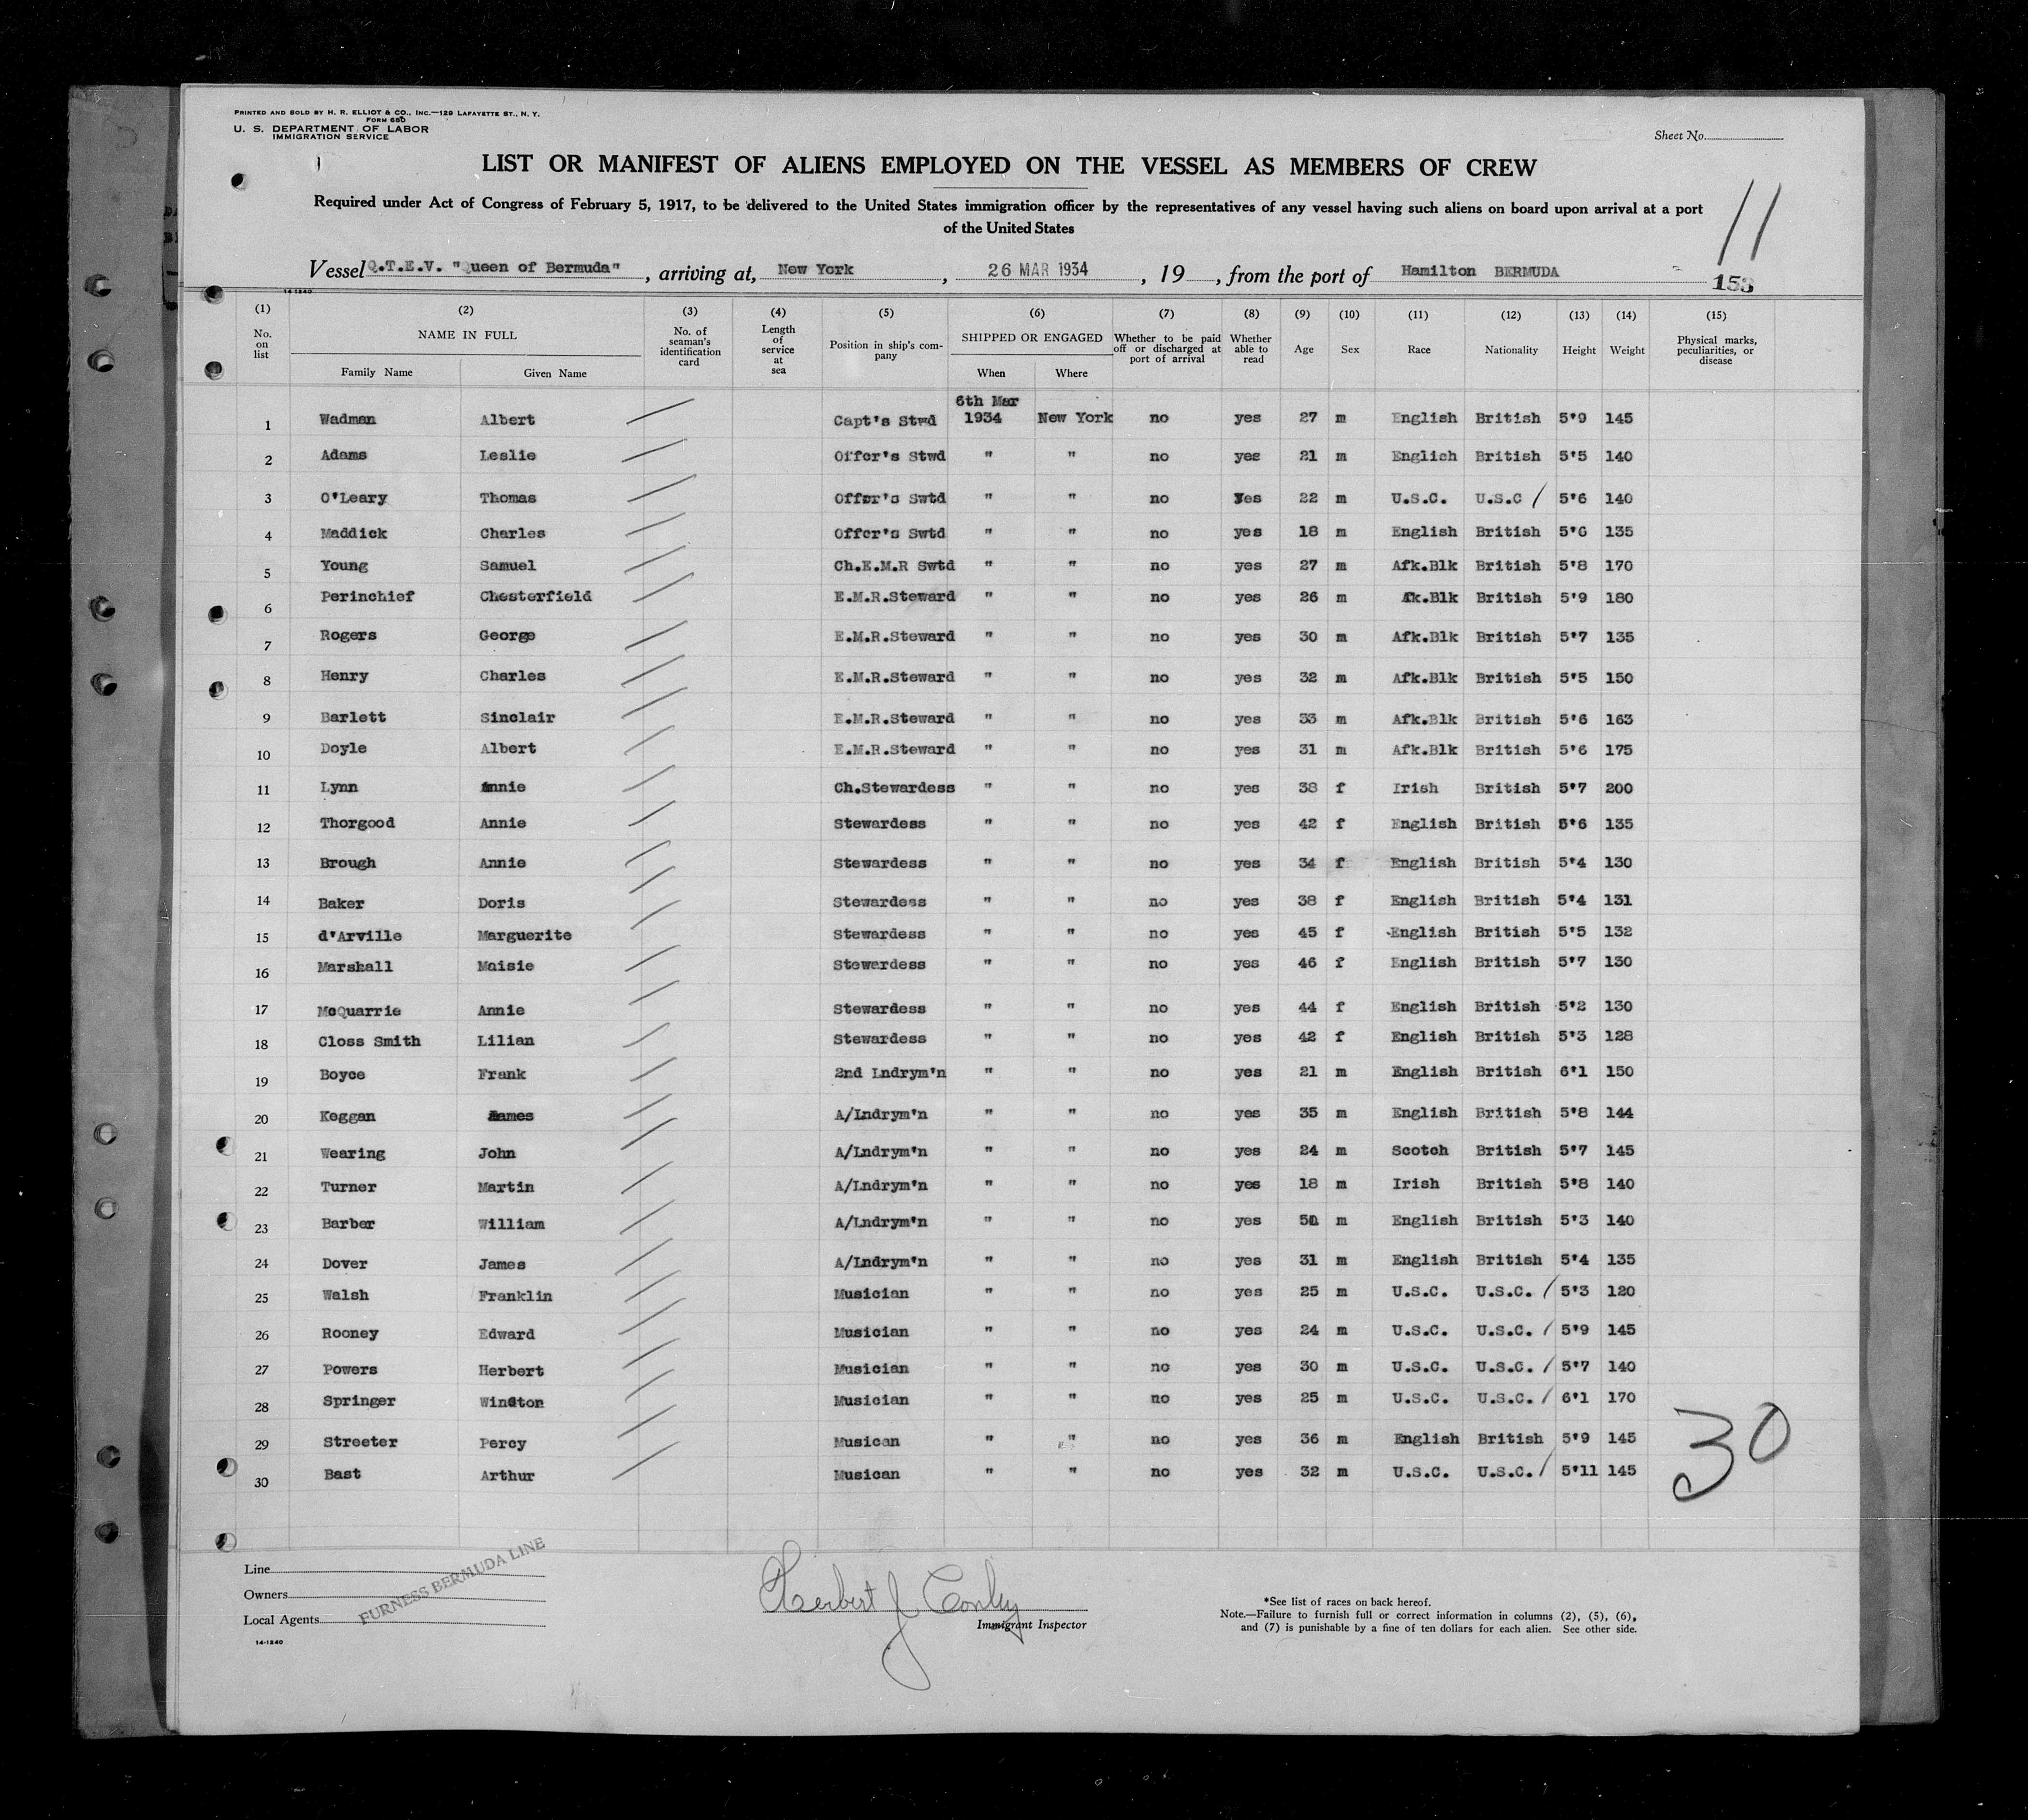 PRINTED AND SOLD BY H. R. ELLIOT & CO., INC.—129 LAFAYETTE ST., N. Y.
FORM 680
U. S. DEPARTMENT OF LABOR
IMMIGRATION SERVICE
Sheet No.
LIST OR MANIFEST OF ALIENS EMPLOYED ON THE VESSEL AS MEMBERS OF CREW
Required under Act of Congress of February 5, 1917, to be delivered to the United States immigration officer by the representatives of any vessel having such aliens on board upon arrival at a port
of the United States
11
Vessel Q.T.E.V. "Queen of Bermuda", arriving at, New York, 26 MAR 1934, 19, from the port of Hamilton BERMUDA
153
14-1240
(1) (2) (3) (4) (5) (6) (7) (8) (9) (10) (11) (12) (13) (14) (15)
No. on list NAME IN FULL Family Name Given Name No. of seaman's identification card Length of service at sea Position in ship's company SHIPPED OR ENGAGED When Where Whether to be paid off or discharged at port of arrival Whether able to read Age Sex Race Nationality Height Weight Physical marks, peculiarities, or disease
6th Mar
1 Wadman Albert Capt's Stwd 1934 New York no yes 27 m English British 5'9 145
2 Adams Leslie Offcr's Stwd " " no yes 21 m English British 5'5 140
3 O'Leary Thomas Offcr's Swtd " " no Yes 22 m U.S.C. U.S.C / 5'6 140
4 Maddick Charles Offcr's Swtd " " no yes 18 m English British 5'6 135
5 Young Samuel Ch.E.M.R Swtd " " no yes 27 m Afk.Blk British 5'8 170
6 Perinchief Chesterfield E.M.R.Steward " " no yes 26 m Ak.Blk British 5'9 180
7 Rogers George E.M.R.Steward " " no yes 30 m Afk.Blk British 5'7 135
8 Henry Charles E.M.R.Steward " " no yes 32 m Afk.Blk British 5'5 150
9 Barlett Sinclair E.M.R.Steward " " no yes 33 m Afk.Blk British 5'6 163
10 Doyle Albert E.M.R.Steward " " no yes 31 m Afk.Blk British 5'6 175
11 Lynn Annie Ch.Stewardess " " no yes 38 f Irish British 5'7 200
12 Thorgood Annie Stewardess " " no yes 42 f English British 5'6 135
13 Brough Annie Stewardess " " no yes 34 f English British 5'4 130
14 Baker Doris Stewardess " " no yes 38 f English British 5'4 131
15 d'Arville Marguerite Stewardess " " no yes 45 f English British 5'5 132
16 Marshall Maisie Stewardess " " no yes 46 f English British 5'7 130
17 McQuarrie Annie Stewardess " " no yes 44 f English British 5'2 130
18 Closs Smith Lilian Stewardess " " no yes 42 f English British 5'3 128
19 Boyce Frank 2nd Lndrym'n " " no yes 21 m English British 6'1 150
20 Keggan James A/Lndrym'n " " no yes 35 m English British 5'8 144
21 Wearing John A/Lndrym'n " " no yes 24 m Scotch British 5'7 145
22 Turner Martin A/Lndrym'n " " no yes 18 m Irish British 5'8 140
23 Barber William A/Lndrym'n " " no yes m English British 5'3 140
24 Dover James A/Lndrym'n " " no yes 31 m English British 5'4 135
25 Walsh Franklin Musician " " no yes 25 m U.S.C. U.S.C. / 5'3 120
26 Rooney Edward Musician " " no yes 24 m U.S.C. U.S.C. / 5'9 145
27 Powers Herbert Musician " " no yes 30 m U.S.C. U.S.C. / 5'7 140
28 Springer Winston Musician " " no yes 25 m U.S.C. U.S.C. / 6'1 170
29 Streeter Percy Musican " " no yes 36 m English British 5'9 145
30 Bast Arthur Musican " " no yes 32 m U.S.C. U.S.C. / 5'11 145
30
Line
Owners
Local Agents
FURNESS BERMUDA LINE
14-1240
Herbert J Conley
Immigrant Inspector
*See list of races on back hereof.
Note.—Failure to furnish full or correct information in columns (2), (5), (6),
and (7) is punishable by a fine of ten dollars for each alien. See other side.